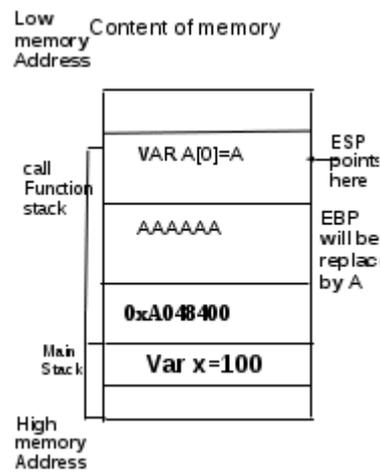 Low
memory
Address
Content of memory
VAR A[0]=A
ESP
points
here
call
Function
stack
AAAAAA
EBP
will be
replac
by A
0xA048400
Main
Stack
Var x=100
High
memory
Address